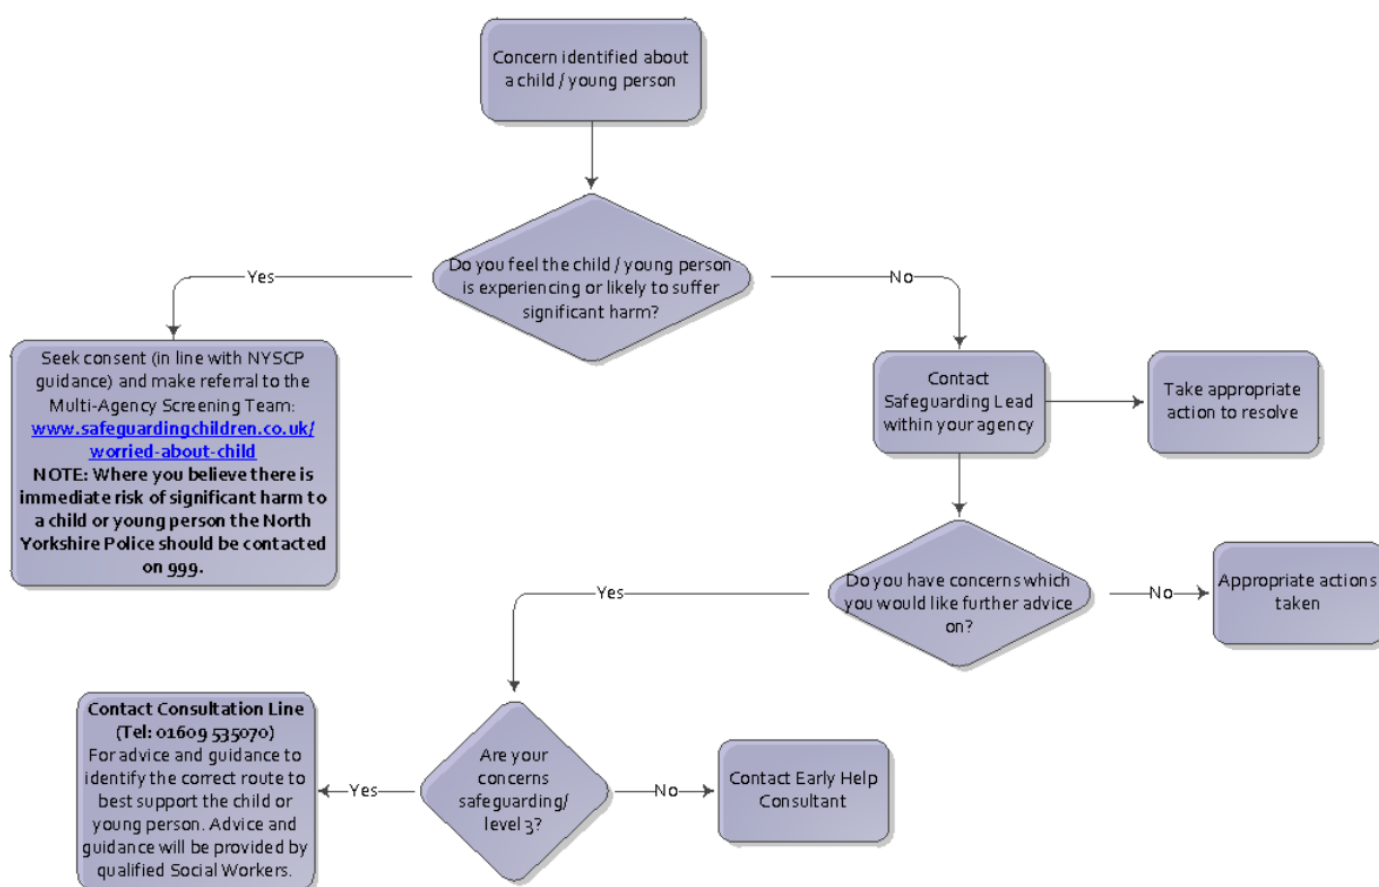 Concern identified about
a child / young person
Do you feel the child / young person
is experiencing or likely to suffer
significant harm?
Yes
No
Seek consent (in line with NYSCP
guidance) and make referral to the
Multi-Agency Screening Team:
www.safeguardingchildren.co.uk/
worried-about-child
NOTE: Where you believe there is
immediate risk of significant harm to
a child or young person the North
Yorkshire Police should be contacted
on 999.
Contact
Safeguarding Lead
within your agency
Take appropriate
action to resolve
Do you have concerns which
you would like further advice
on?
Yes
No
Appropriate actions
taken
Are your
concerns
safeguarding/
level 3?
Yes
No
Contact Consultation Line
(Tel: 01609 535070)
For advice and guidance to
identify the correct route to
best support the child or
young person. Advice and
guidance will be provided by
qualified Social Workers.
Contact Early Help
Consultant